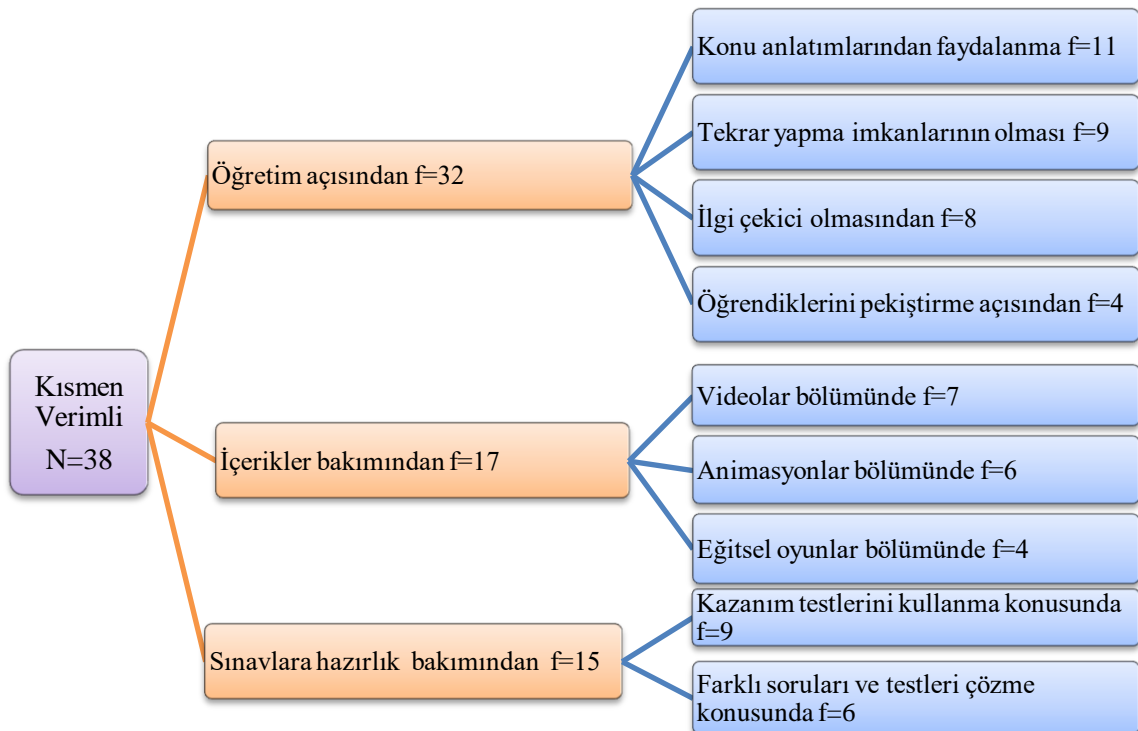 Kısmen
Verimli
N=38
Öğretim açısından f=32
Konu anlatımlarından faydalanma f=11
Tekrar yapma imkanlarının olması f=9
İlgi çekici olmasından f=8
Öğrendiklerini pekiştirme açısından f=4
İçerikler bakımından f=17
Videolar bölümünde f=7
Animasyonlar bölümünde f=6
Eğitsel oyunlar bölümünde f=4
Sınavlara hazırlık bakımından f=15
Kazanım testlerini kullanma konusunda
f=9
Farklı soruları ve testleri çözme
konusunda f=6